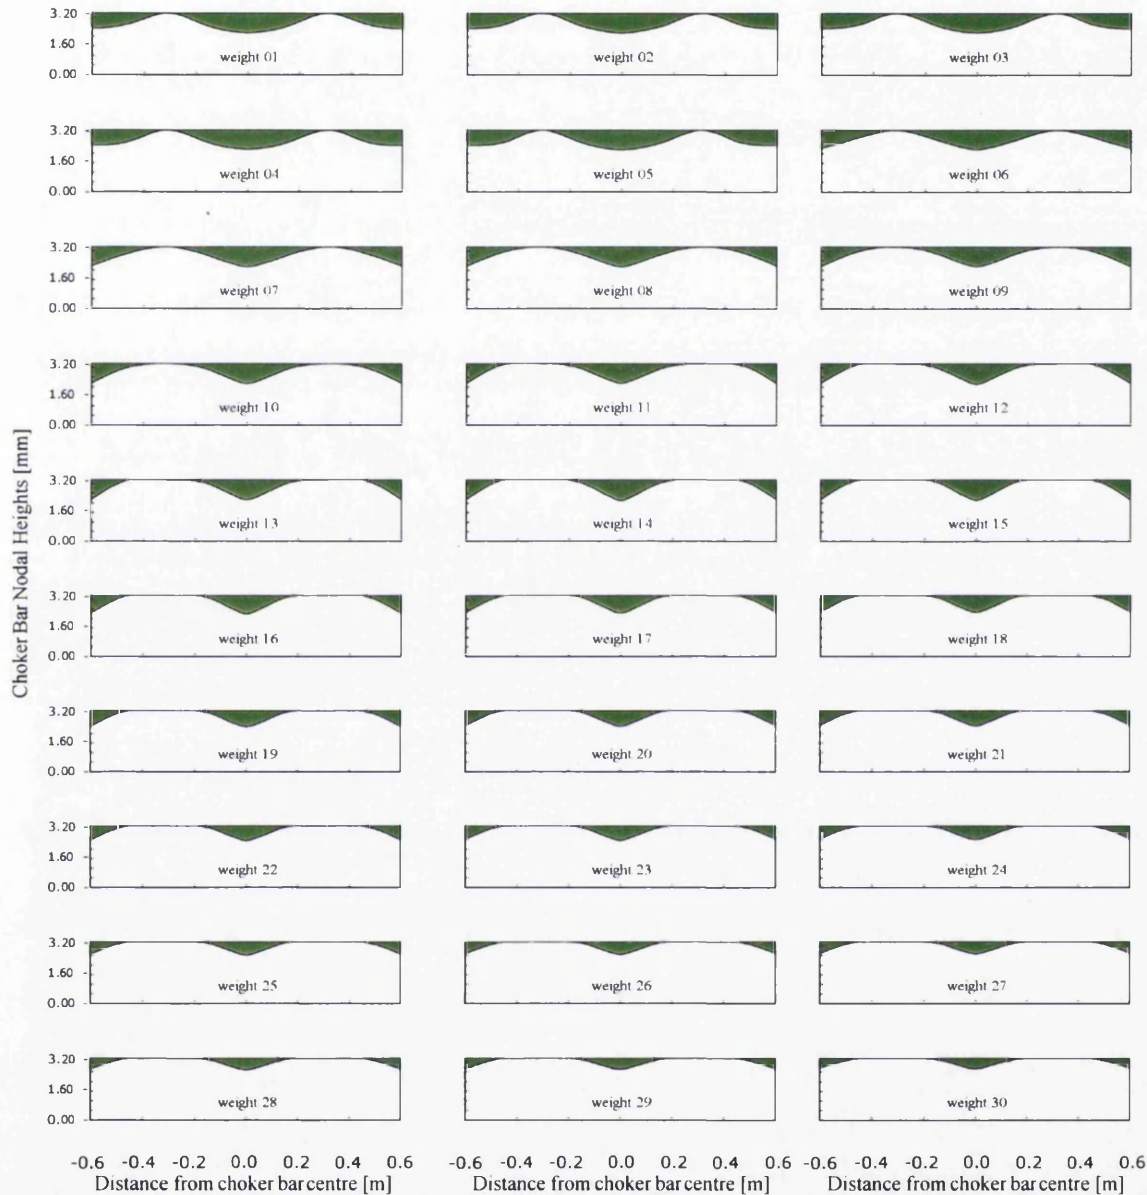 3.20
1.60
0.00
weight 01
weight 02
weight 03
3.20
1.60
0.00
weight 04
weight 05
weight 06
3.20
1.60
0.00
weight 07
weight 08
weight 09
3.20
1.60
0.00
weight 10
weight 11
weight 12
3.20
1.60
0.00
weight 13
weight 14
weight 15
3.20
1.60
0.00
weight 16
weight 17
weight 18
3.20
1.60
0.00
weight 19
weight 20
weight 21
3.20
1.60
0.00
weight 22
weight 23
weight 24
3.20
1.60
0.00
weight 25
weight 26
weight 27
3.20
1.60
0.00
weight 28
weight 29
weight 30
Choker Bar Nodal Heights [mm]
-0.6 -0.4 -0.2 0.0 0.2 0.4 0.6 -0.6 -0.4 -0.2 0.0 0.2 0.4 0.6 -0.6 -0.4 -0.2 0.0 0.2 0.4 0.6
Distance from choker bar centre [m] Distance from choker bar centre [m] Distance from choker bar centre [m]